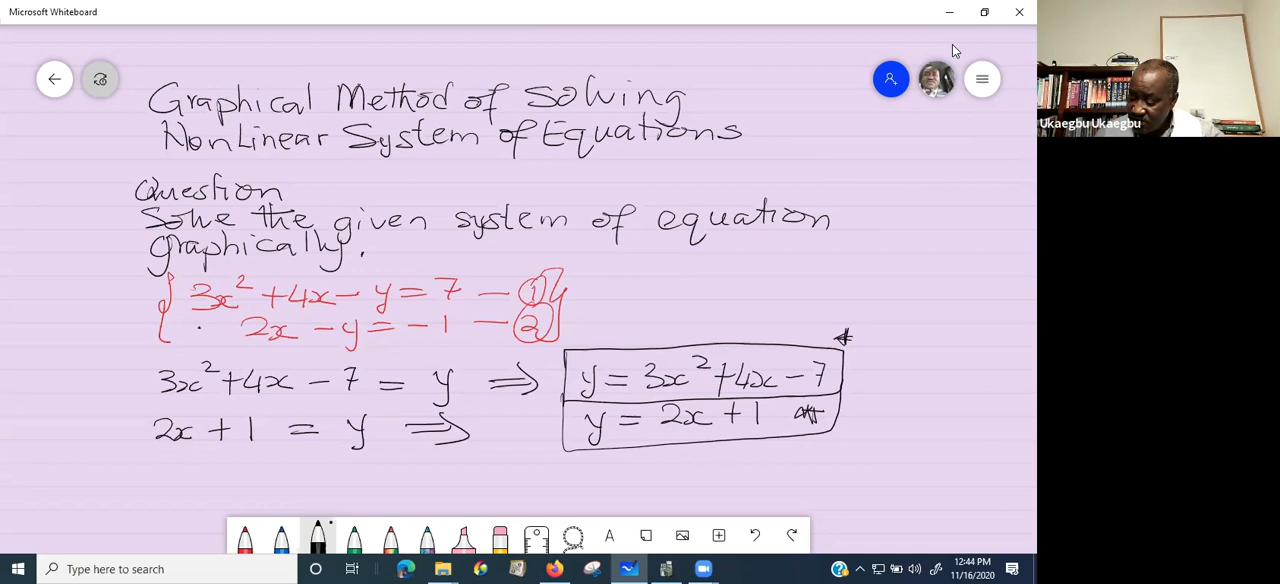 Microsoft Whiteboard
Graphical Method of Solving
NonLinear System of Equations
Question
Solve the given system of equation
graphically.
3x² + 4x - y = 7 — ①
2x - y = -1 — ②
3x² + 4x - 7 = y ⟹ y = 3x² + 4x - 7
2x + 1 = y ⟹ y = 2x + 1
Ukaegbu Ukaegbu
A
Type here to search
12:44 PM
11/16/2020